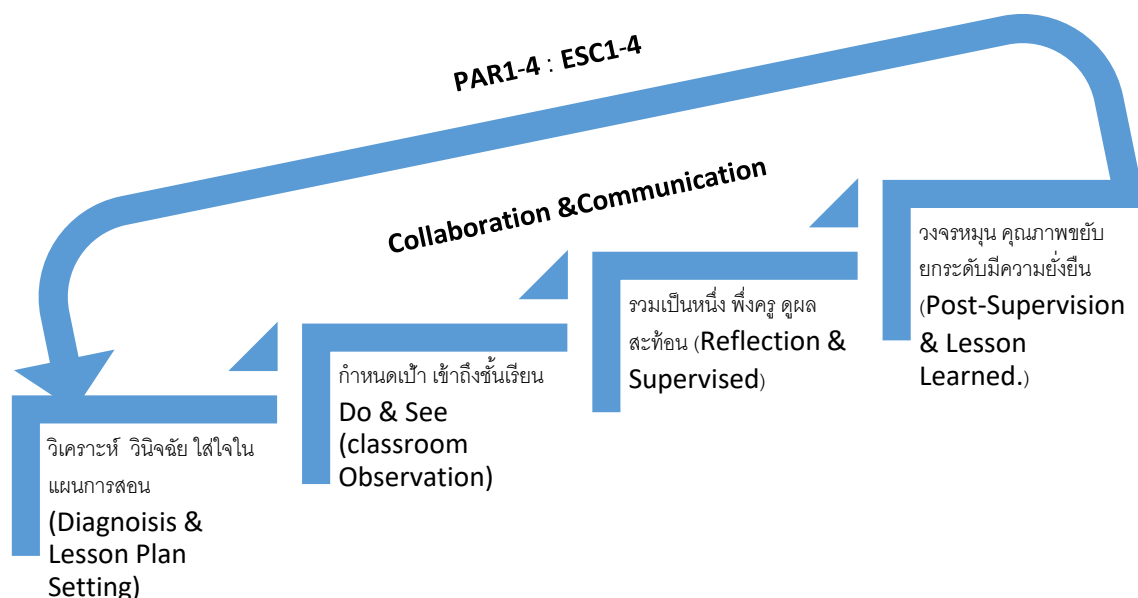 PAR1-4 : ESC1-4
Collaboration &Communication
วิเคราะห์ วินิจฉัย ใส่ใจใน
แผนการสอน
(Diagnoisis &
Lesson Plan
Setting)
กำหนดเป้า เข้าถึงชั้นเรียน
Do & See
(classroom
Observation)
รวมเป็นหนึ่ง พึ่งครู ดูผล
สะท้อน (Reflection &
Supervised)
วงจรหมุน คุณภาพขยับ
ยกระดับมีความยั่งยืน
(Post-Supervision
& Lesson
Learned.)